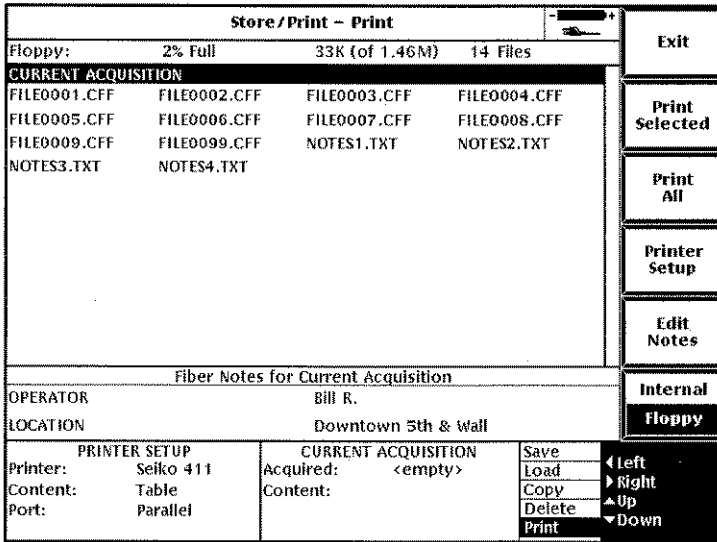 Store/Print - Print
- +
Floppy: 2% Full 33K (of 1.46M) 14 Files
CURRENT ACQUISITION
FILE0001.CFF FILE0002.CFF FILE0003.CFF FILE0004.CFF
FILE0005.CFF FILE0006.CFF FILE0007.CFF FILE0008.CFF
FILE0009.CFF FILE0099.CFF NOTES1.TXT NOTES2.TXT
NOTES3.TXT NOTES4.TXT
Fiber Notes for Current Acquisition
OPERATOR Bill R.
LOCATION Downtown 5th & Wall
PRINTER SETUP
Printer: Seiko 411
Content: Table
Port: Parallel
CURRENT ACQUISITION
Acquired: <empty>
Content:
Save
Load
Copy
Delete
Print
Left
Right
Up
Down
Exit
Print
Selected
Print
All
Printer
Setup
Edit
Notes
Internal
Floppy